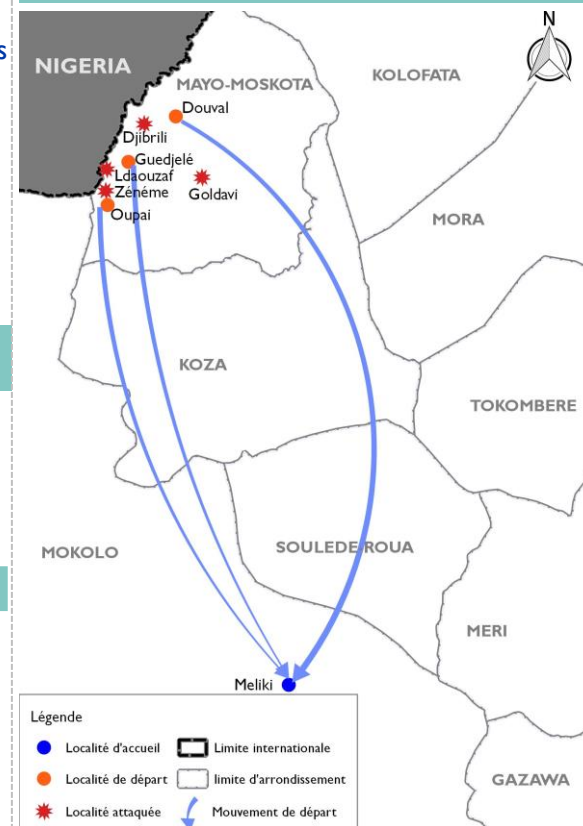 S
N
NIGERIA
MAYO-MOSKOTA
KOLOFATA
Douval
Djibrili
Guedjelé
Ldaouzaf
Zénéme
Goldavi
Oupai
MORA
KOZA
TOKOMBERE
MOKOLO
SOULEDE-ROUA
MERI
Meliki
GAZAWA
Légende
Localité d'accueil
Limite internationale
Localité de départ
limite d'arrondissement
Localité attaquée
Mouvement de départ